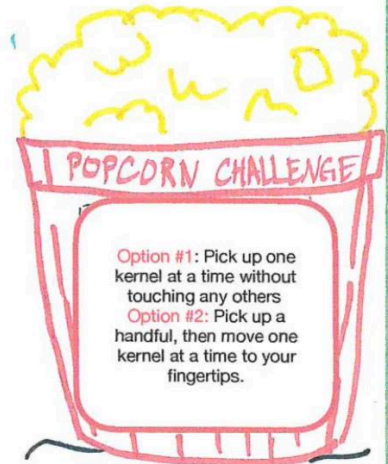 POPCORN CHALLENGE
Option #1: Pick up one
kernel at a time without
touching any others
Option #2: Pick up a
handful, then move one
kernel at a time to your
fingertips.